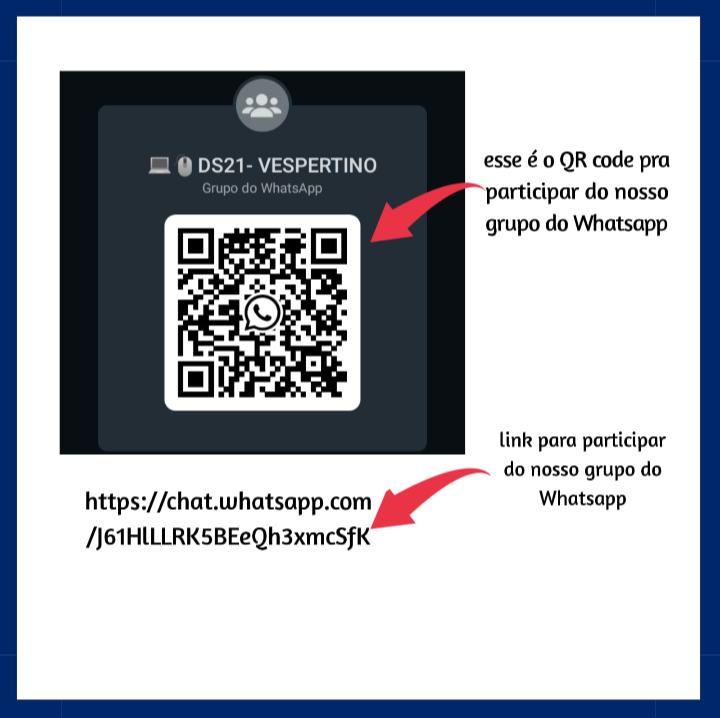 DS21- VESPERTINO
Grupo do WhatsApp
esse é o QR code pra
participar do nosso
grupo do Whatsapp
link para participar
do nosso grupo do
Whatsapp
https://chat.whatsapp.com
/J61HlLLRK5BEeQh3xmcSfK